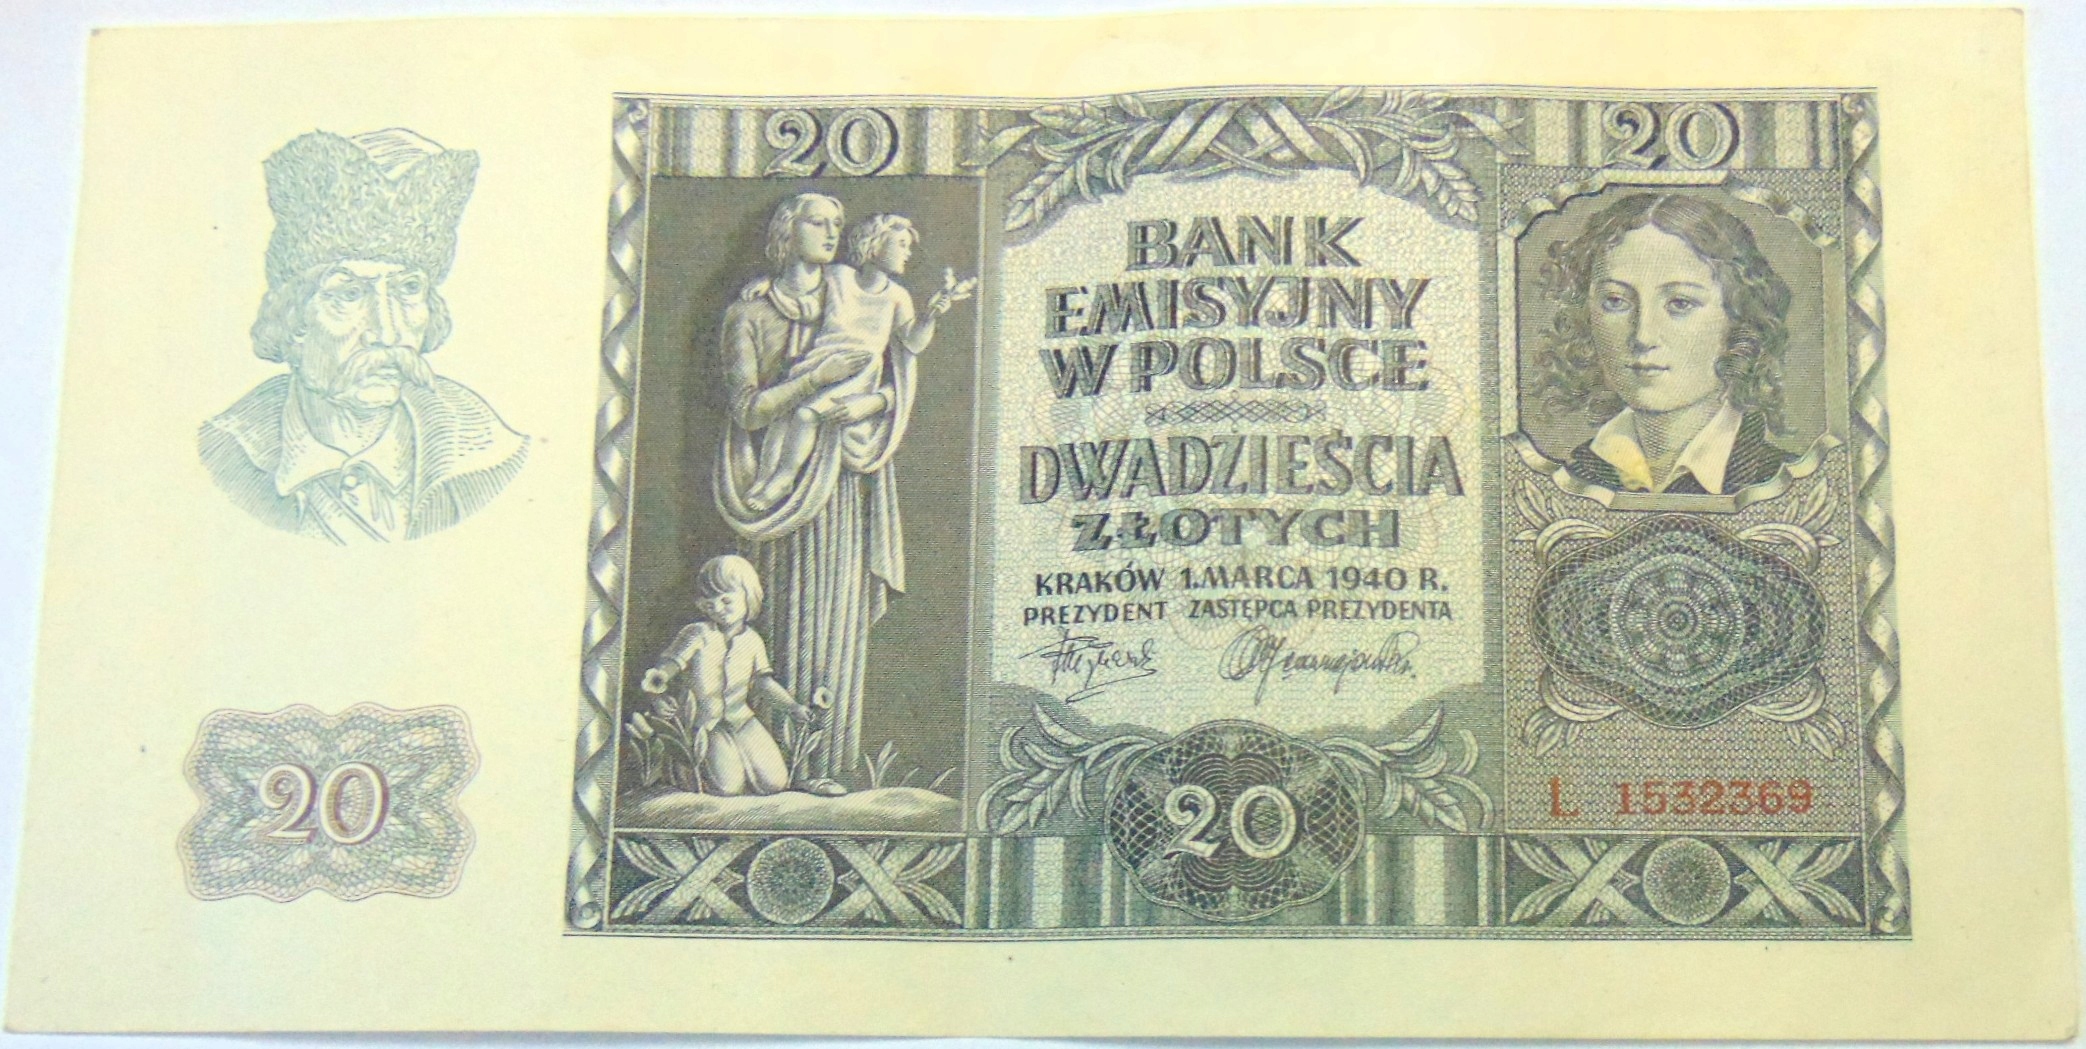 20 20
BANK
EMISYJNY
W POLSCE
DWADZIEŚCIA
ZŁOTYCH
KRAKÓW 1.MARCA 1940 R.
PREZYDENT ZASTĘPCA PREZYDENTA
L 1532369
20
20